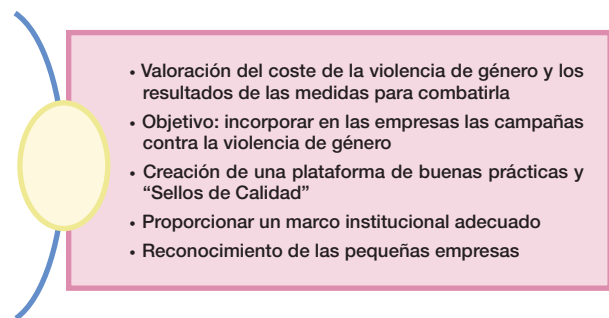 • Valoración del coste de la violencia de género y los
resultados de las medidas para combatirla
• Objetivo: incorporar en las empresas las campañas
contra la violencia de género
• Creación de una plataforma de buenas prácticas y
“Sellos de Calidad”
• Proporcionar un marco institucional adecuado
• Reconocimiento de las pequeñas empresas